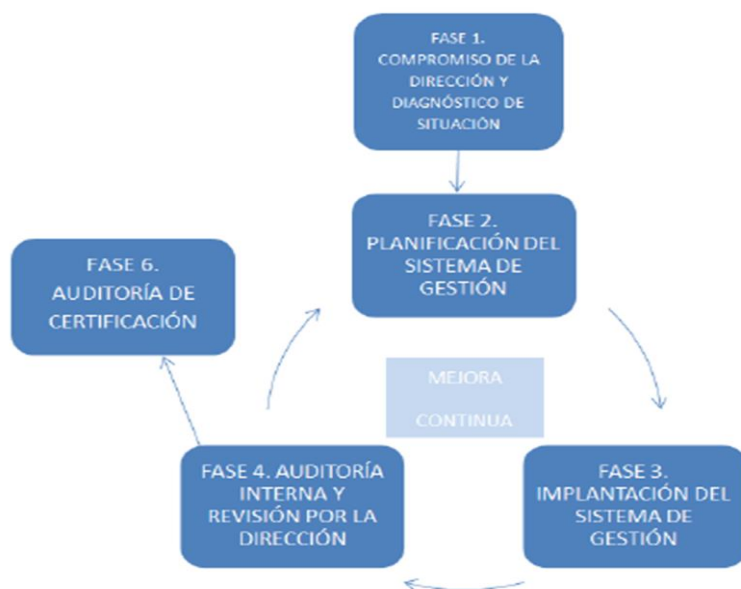 FASE 1.
COMPROMISO DE LA
DIRECCIÓN Y
DIAGNÓSTICO DE
SITUACIÓN
FASE 2.
PLANIFICACIÓN DEL
SISTEMA DE
GESTIÓN
FASE 6.
AUDITORÍA DE
CERTIFICACIÓN
MEJORA
CONTINUA
FASE 4. AUDITORÍA
INTERNA Y
REVISIÓN POR LA
DIRECCIÓN
FASE 3.
IMPLANTACIÓN DEL
SISTEMA DE
GESTIÓN